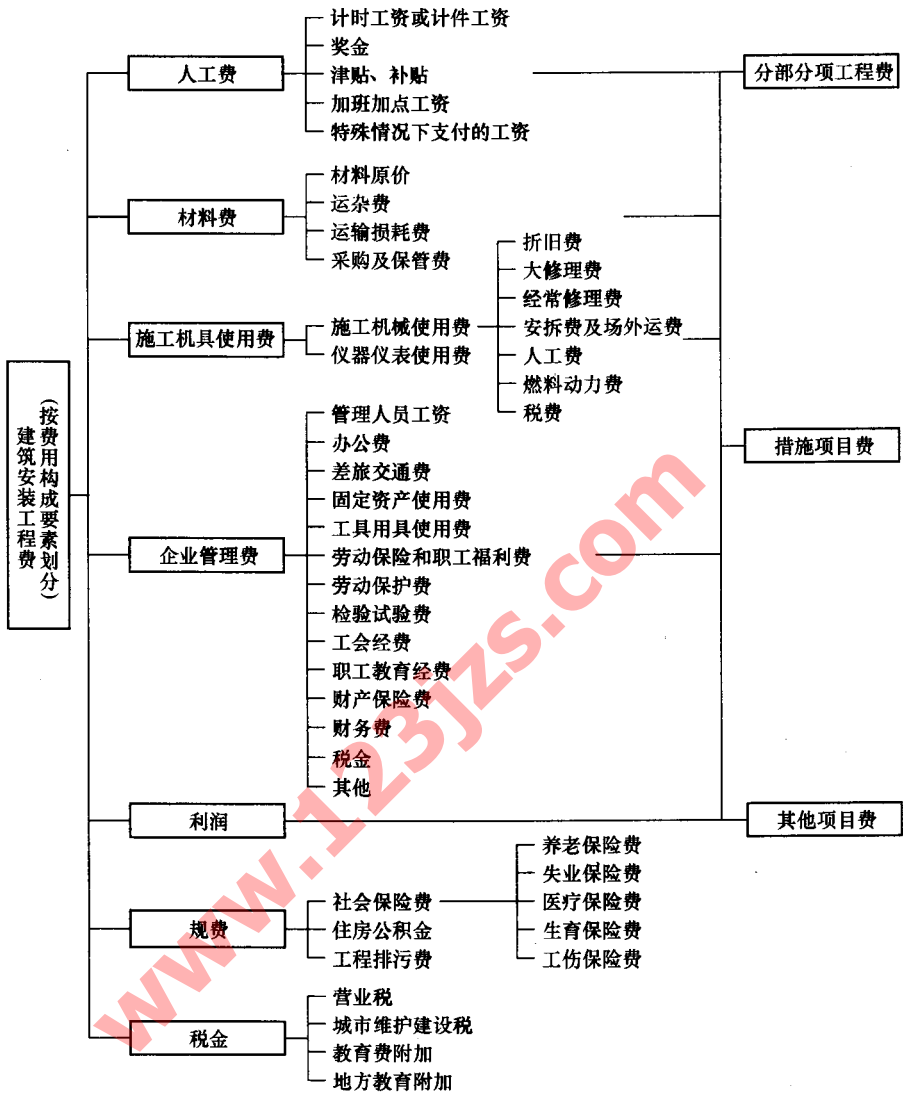 建筑安装工程费
(按费用构成要素划分)
人工费
计时工资或计件工资
奖金
津贴、补贴
加班加点工资
特殊情况下支付的工资
材料费
材料原价
运杂费
运输损耗费
采购及保管费
施工机具使用费
施工机械使用费
仪器仪表使用费
折旧费
大修理费
经常修理费
安拆费及场外运费
人工费
燃料动力费
税费
企业管理费
管理人员工资
办公费
差旅交通费
固定资产使用费
工具用具使用费
劳动保险和职工福利费
劳动保护费
检验试验费
工会经费
职工教育经费
财产保险费
财务费
税金
其他
利润
规费
社会保险费
住房公积金
工程排污费
养老保险费
失业保险费
医疗保险费
生育保险费
工伤保险费
税金
营业税
城市维护建设税
教育费附加
地方教育附加
分部分项工程费
措施项目费
其他项目费
www.123jzs.com